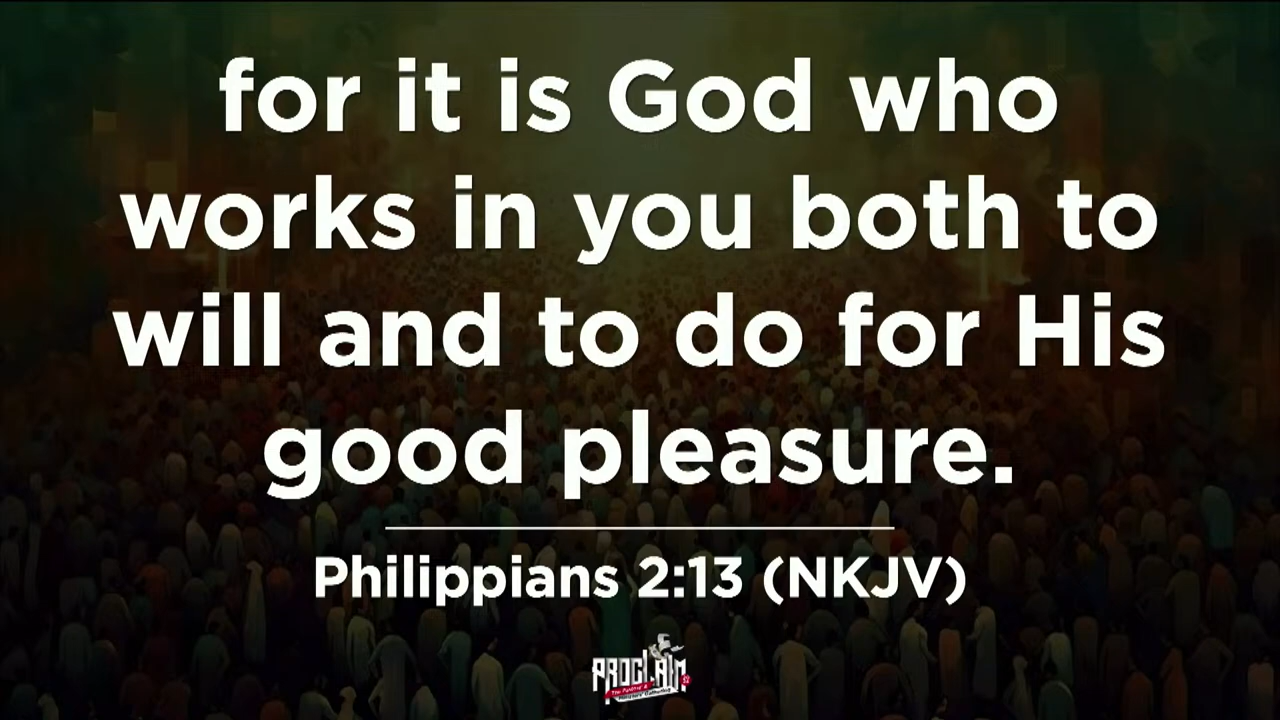 for it is God who
works in you both to
will and to do for His
good pleasure.
Philippians 2:13 (NKJV)
PROCLAIM